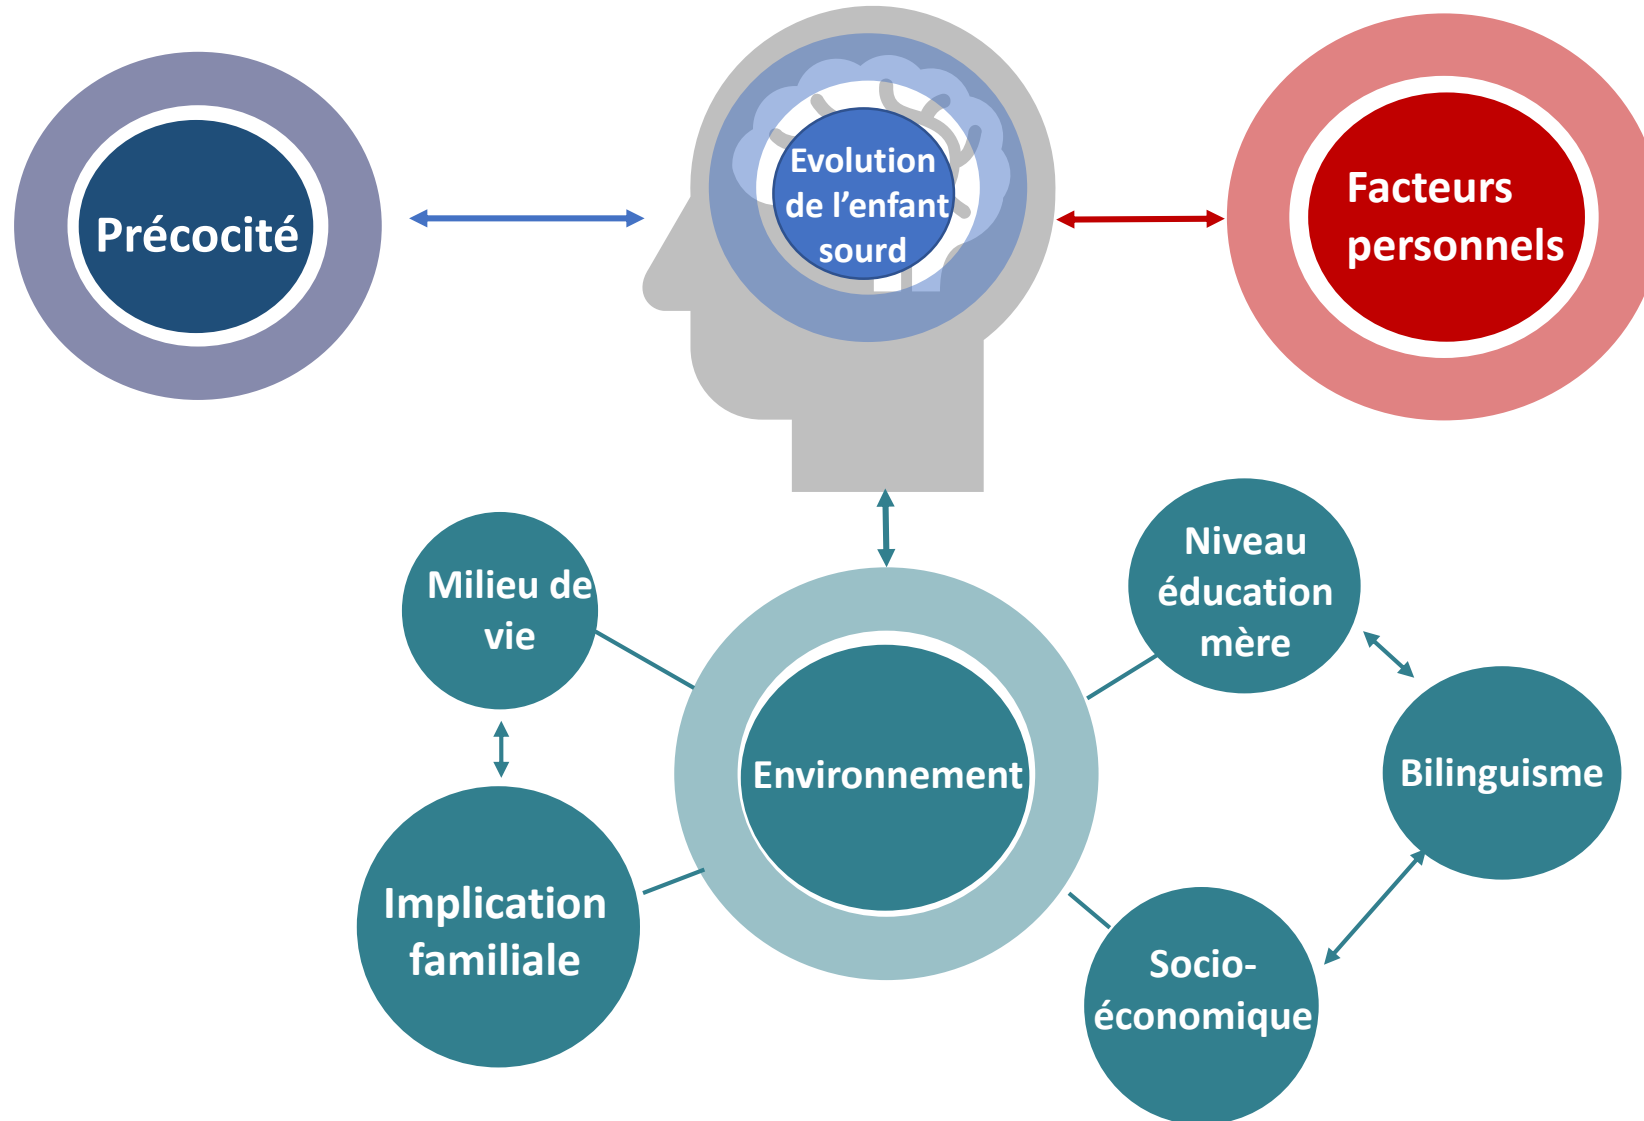 Précocité
Evolution
de l’enfant
sourd
Facteurs
personnels
Milieu de
vie
Niveau
éducation
mère
Environnement
Bilinguisme
Implication
familiale
Socio-
économique